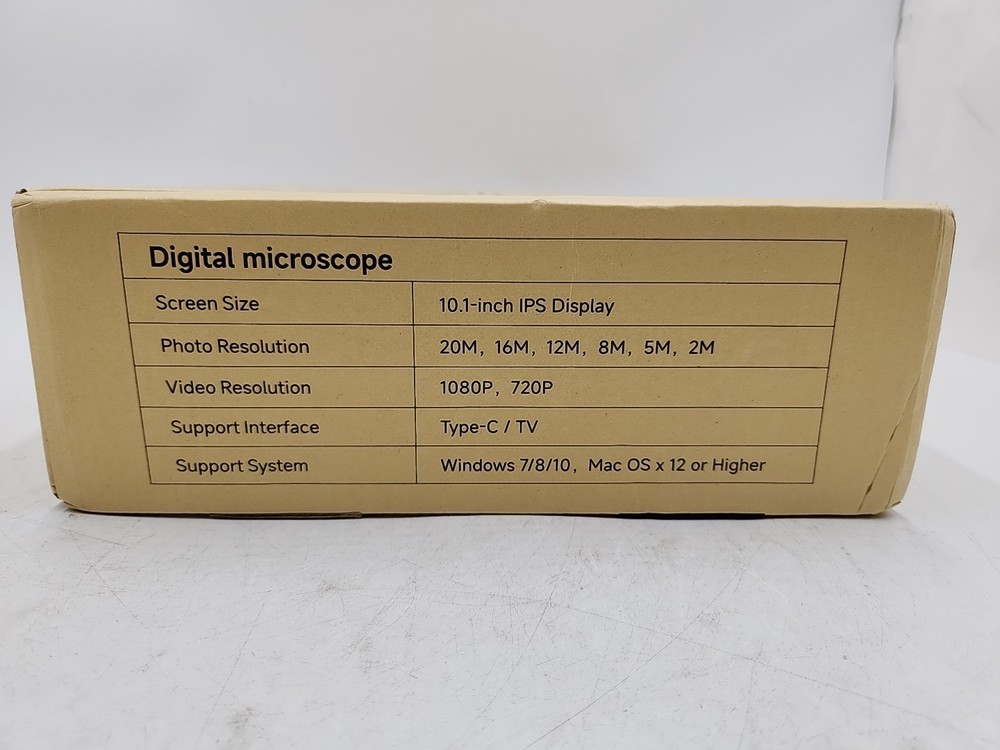 Digital microscope
Screen Size 10.1-inch IPS Display
Photo Resolution 20M, 16M, 12M, 8M, 5M, 2M
Video Resolution 1080P, 720P
Support Interface Type-C / TV
Support System Windows 7/8/10, Mac OS x 12 or Higher